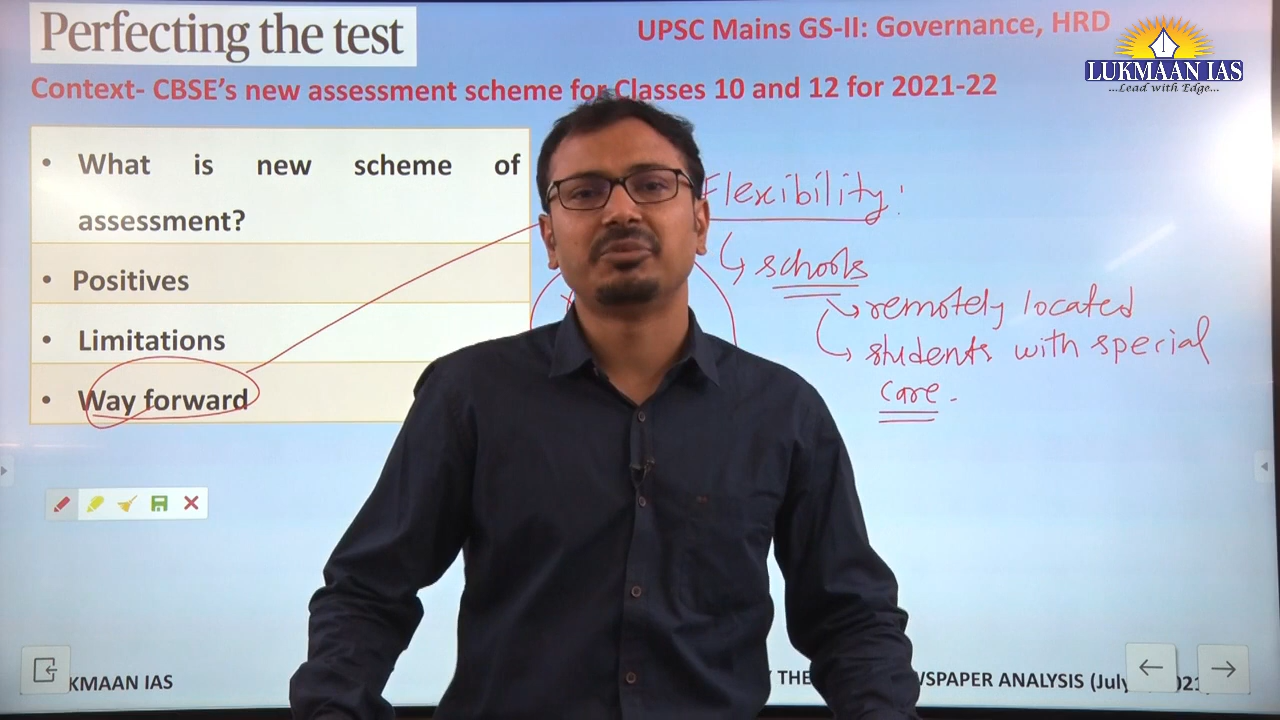 Perfecting the test
UPSC Mains GS-II: Governance, HRD
LUKMAAN IAS
...Lead with Edge...
Context- CBSE's new assessment scheme for Classes 10 and 12 for 2021-22
• What is new scheme of
assessment?
• Positives
• Limitations
• Way forward
Flexibility:
schools
remotely located
students with special
care.
KMAAN IAS
THE
PAPER ANALYSIS (July